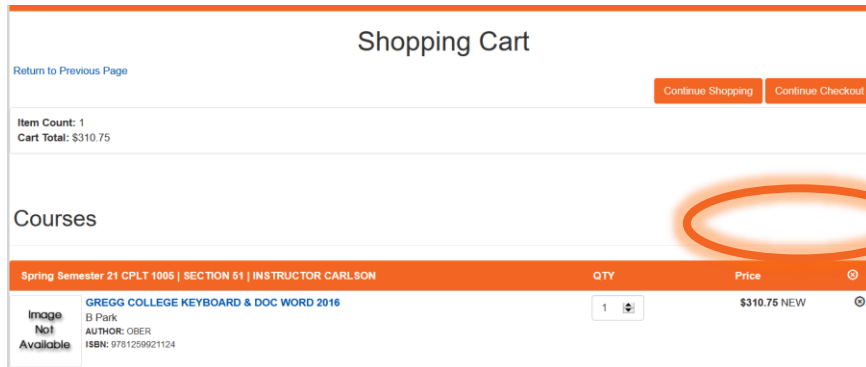 Shopping Cart
Return to Previous Page
Continue Shopping Continue Checkout
Item Count: 1
Cart Total: $310.75
Courses
Spring Semester 21 CPLT 1005 | SECTION 51 | INSTRUCTOR CARLSON QTY Price
Image Not Available
GREGG COLLEGE KEYBOARD & DOC WORD 2016 1 $310.75 NEW
B Park
AUTHOR: OBER
ISBN: 9781259921124